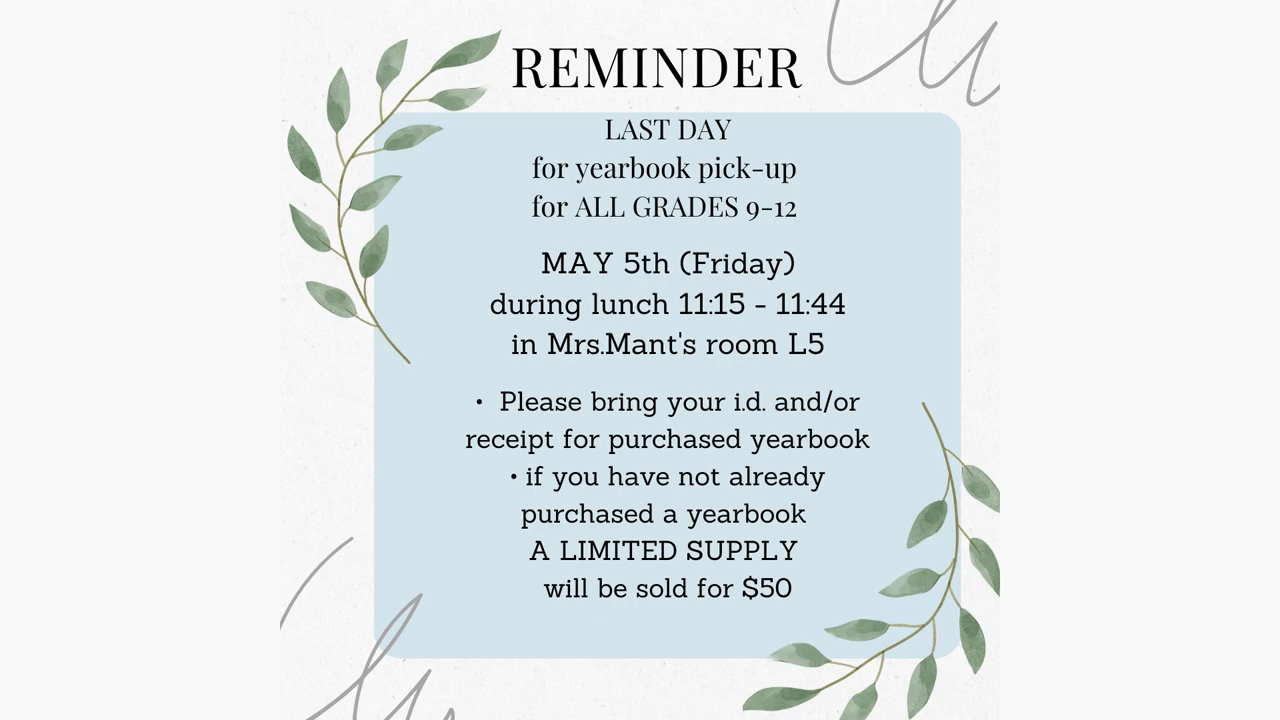 REMINDER
LAST DAY
for yearbook pick-up
for ALL GRADES 9-12
MAY 5th (Friday)
during lunch 11:15 - 11:44
in Mrs.Mant's room L5
• Please bring your i.d. and/or
receipt for purchased yearbook
• if you have not already
purchased a yearbook
A LIMITED SUPPLY
will be sold for $50